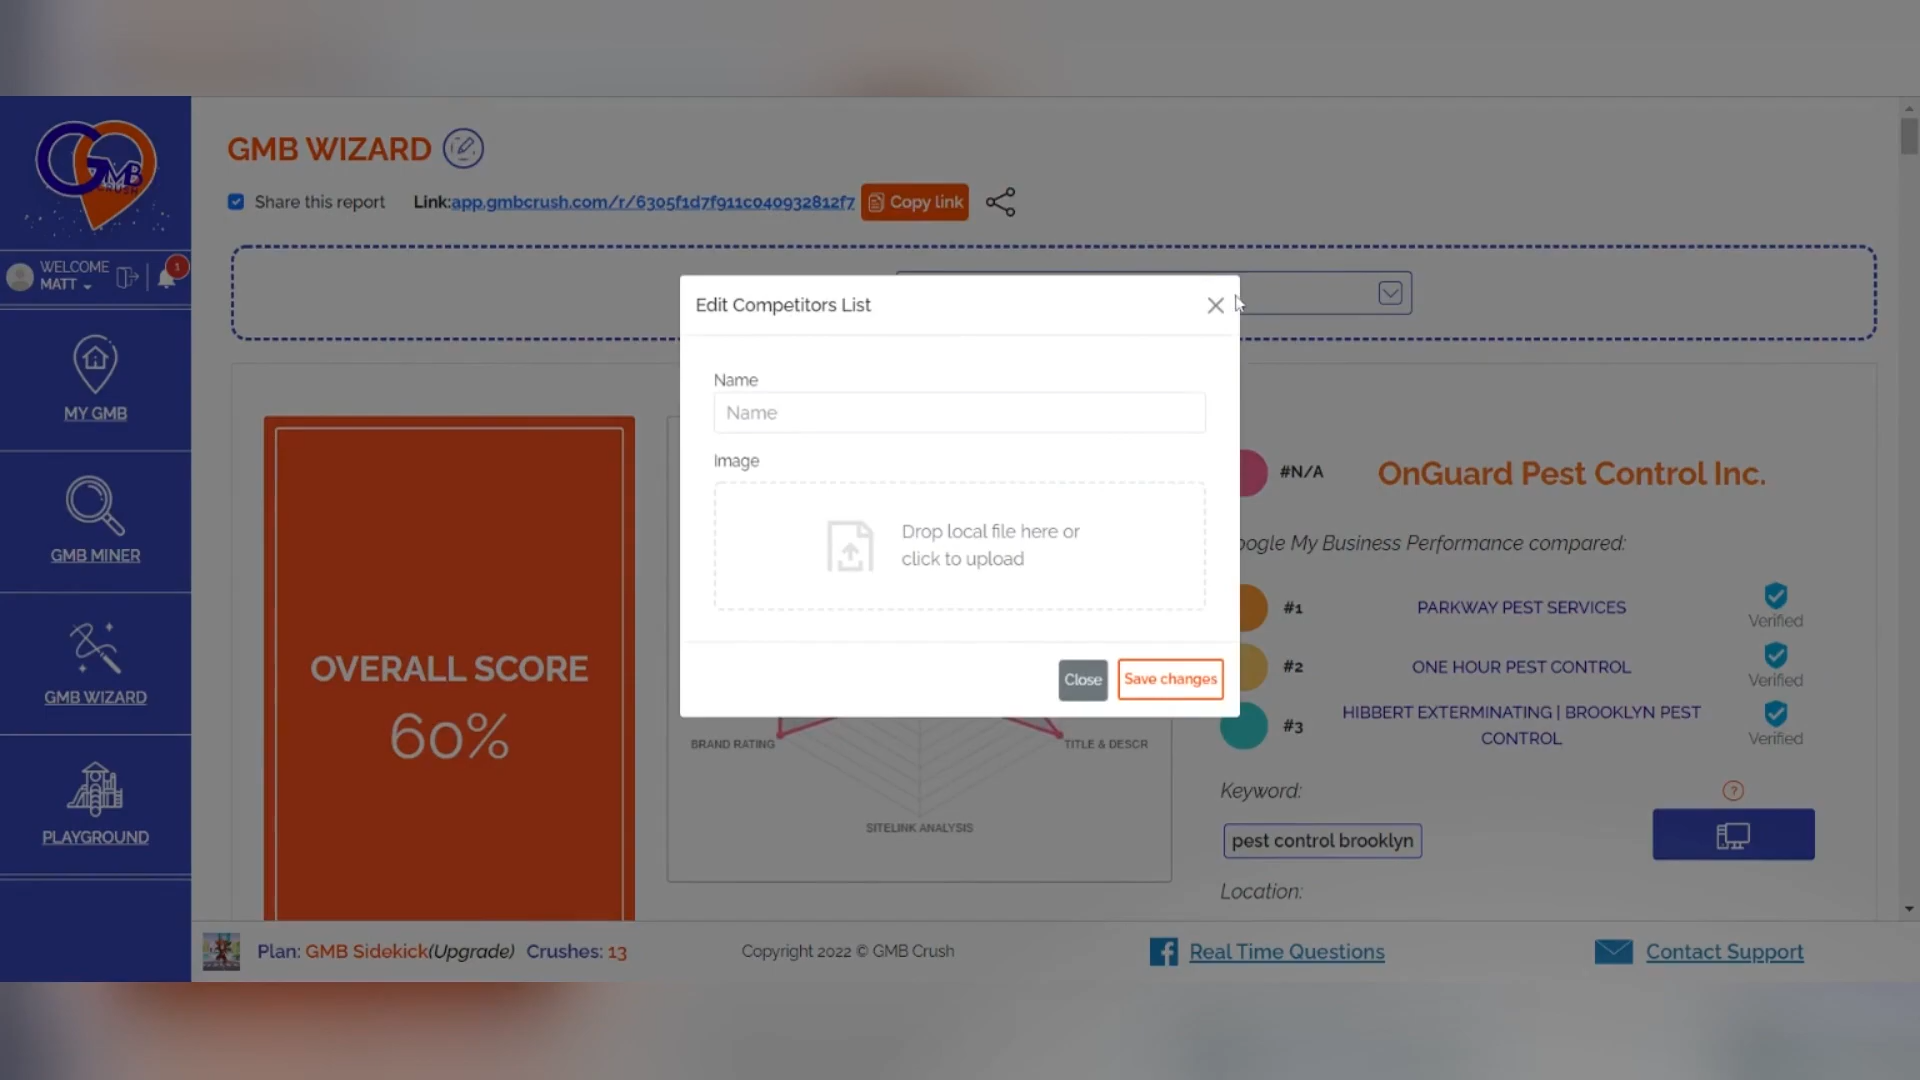 GMB
CRUSH
WELCOME
MATT
1
MY GMB
GMB MINER
GMB WIZARD
PLAYGROUND
GMB WIZARD
Share this report
Link:app.gmbcrush.com/r/6305f1d7f911c040932812f7
Copy link
Edit Competitors List
Name
Name
Image
Drop local file here or
click to upload
Close
Save changes
OVERALL SCORE
60%
BRAND RATING
TITLE & DESCR
SITELINK ANALYSIS
#N/A
OnGuard Pest Control Inc.
oogle My Business Performance compared:
#1
PARKWAY PEST SERVICES
Verified
#2
ONE HOUR PEST CONTROL
Verified
#3
HIBBERT EXTERMINATING | BROOKLYN PEST
CONTROL
Verified
Keyword:
?
pest control brooklyn
Location:
Plan: GMB Sidekick(Upgrade) Crushes: 13
Copyright 2022 © GMB Crush
Real Time Questions
Contact Support